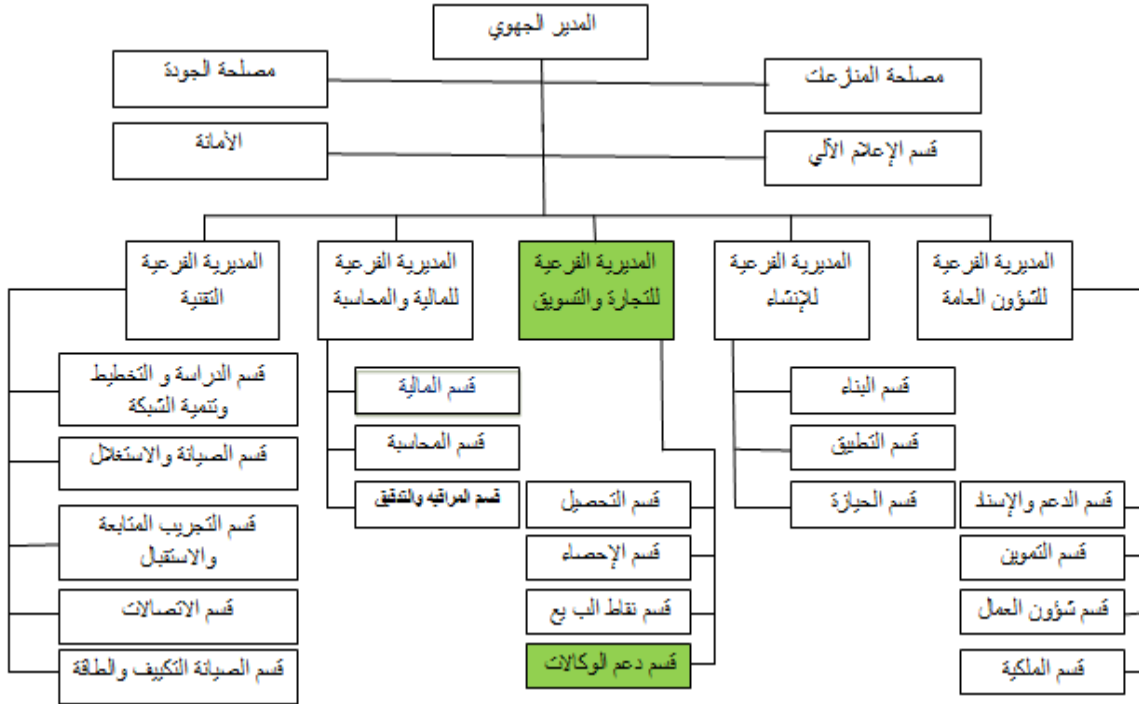 المدير الجهوي
مصلحة المنازعات
مصلحة الجودة
قسم الإعلام الآلي
الأمانة
المديرية الفرعية
للشؤون العامة
المديرية الفرعية
للإنشاء
المديرية الفرعية
للتجارة والتسويق
المديرية الفرعية
للمالية والمحاسبة
المديرية الفرعية
التقنية
قسم الدعم والإسناد
قسم التموين
قسم شؤون العمال
قسم الملكية
قسم البناء
قسم التطبيق
قسم الحيازة
قسم التحصيل
قسم الإحصاء
قسم نقاط الب يع
قسم دعم الوكالات
قسم المالية
قسم المحاسبة
قسم المراقبه والتدقيق
قسم الدراسة و التخطيط
وتنمية الشبكة
قسم الصيانة والاستغلال
قسم التجريب المتابعة
والاستقبال
قسم الاتصالات
قسم الصيانة التكييف والطاقة